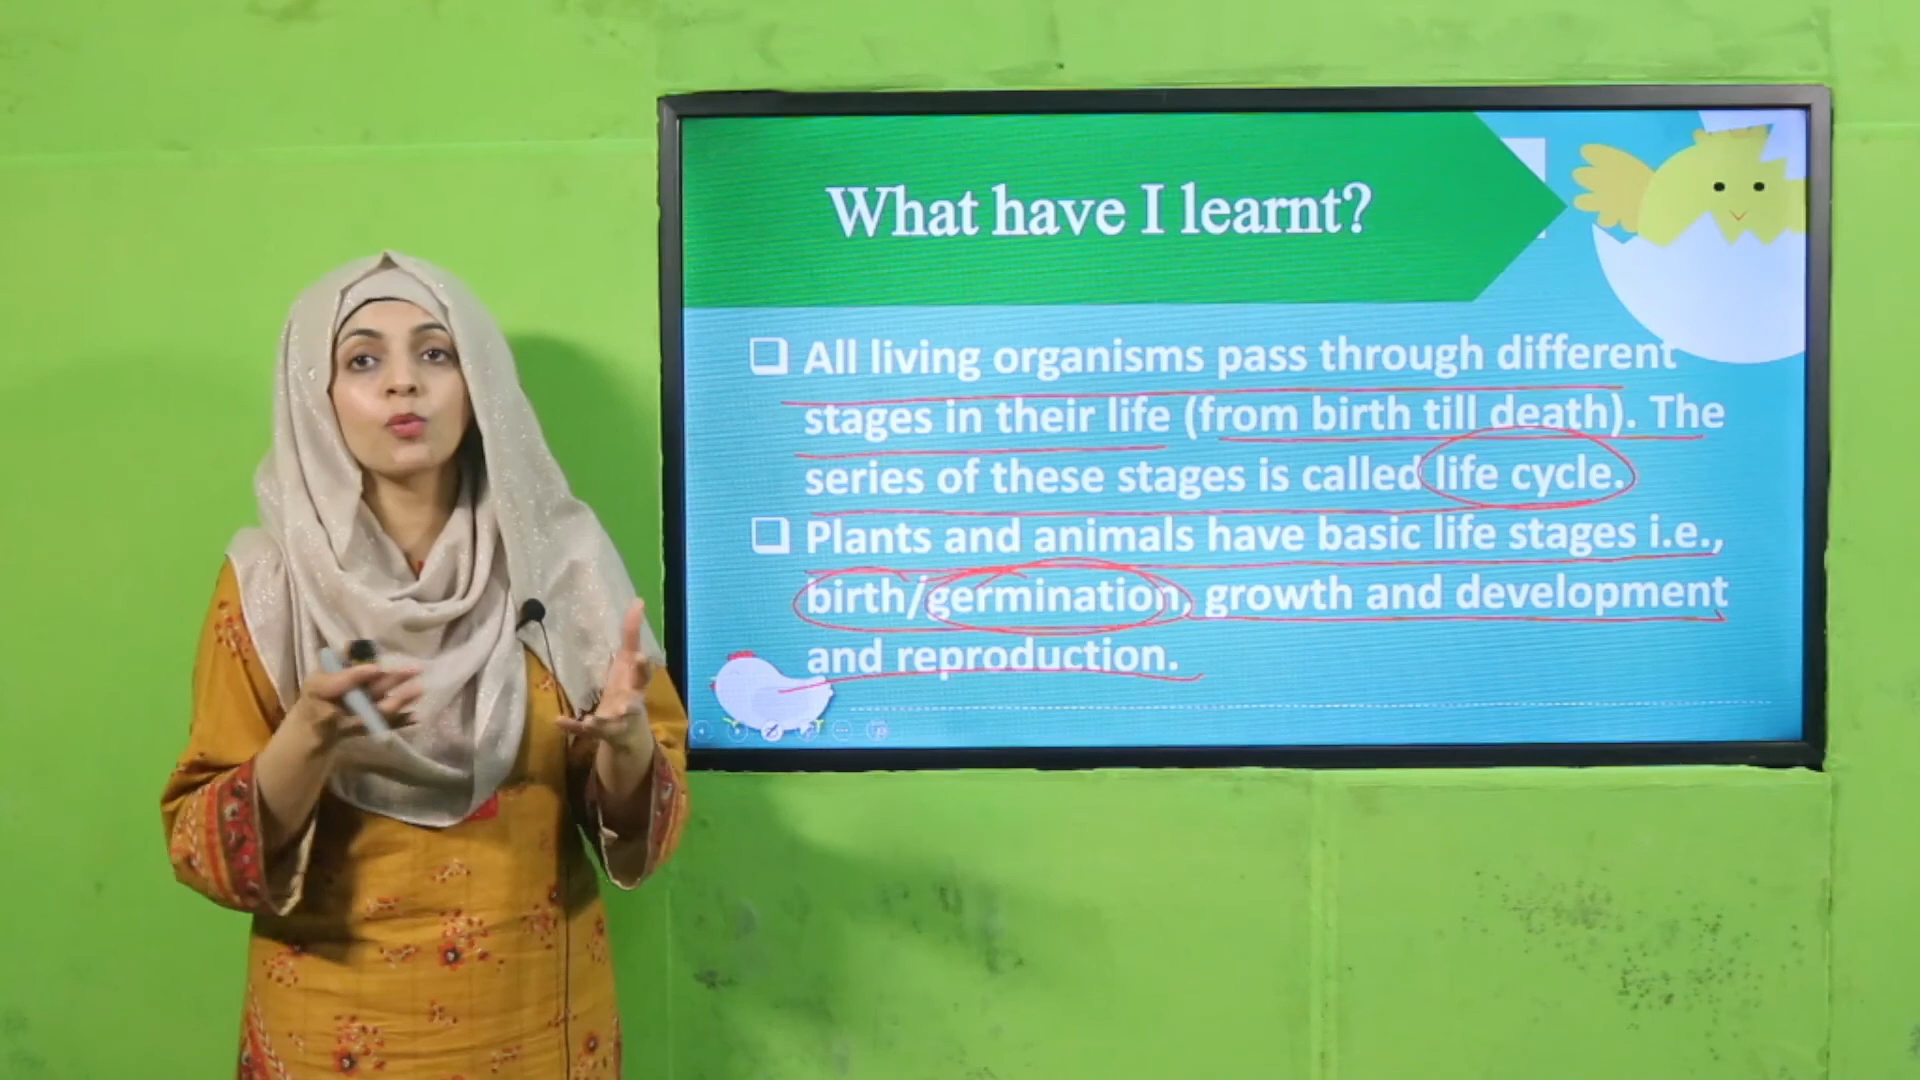 What have I learnt?
All living organisms pass through different
stages in their life (from birth till death). The
series of these stages is called life cycle.
Plants and animals have basic life stages i.e.,
birth/germination, growth and development
and reproduction.